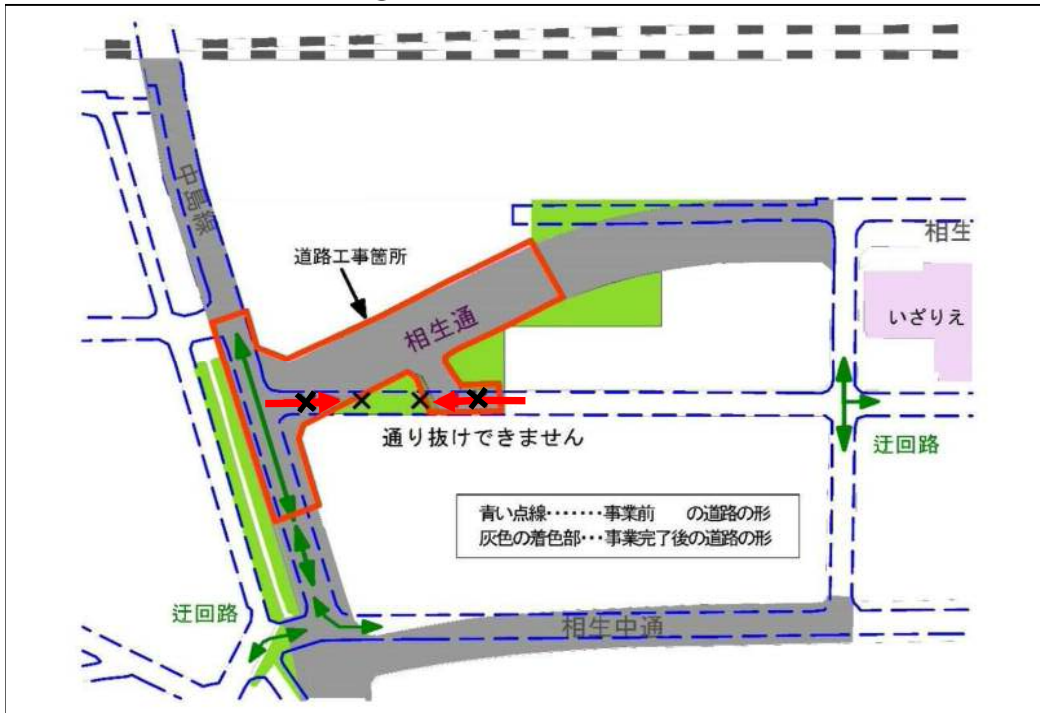 中島線
相生
道路工事箇所
いざりえ
相生通
通り抜けできません
迂回路
青い点線・・・・・・・事業前　の道路の形
灰色の着色部・・・事業完了後の道路の形
迂回路
相生中通